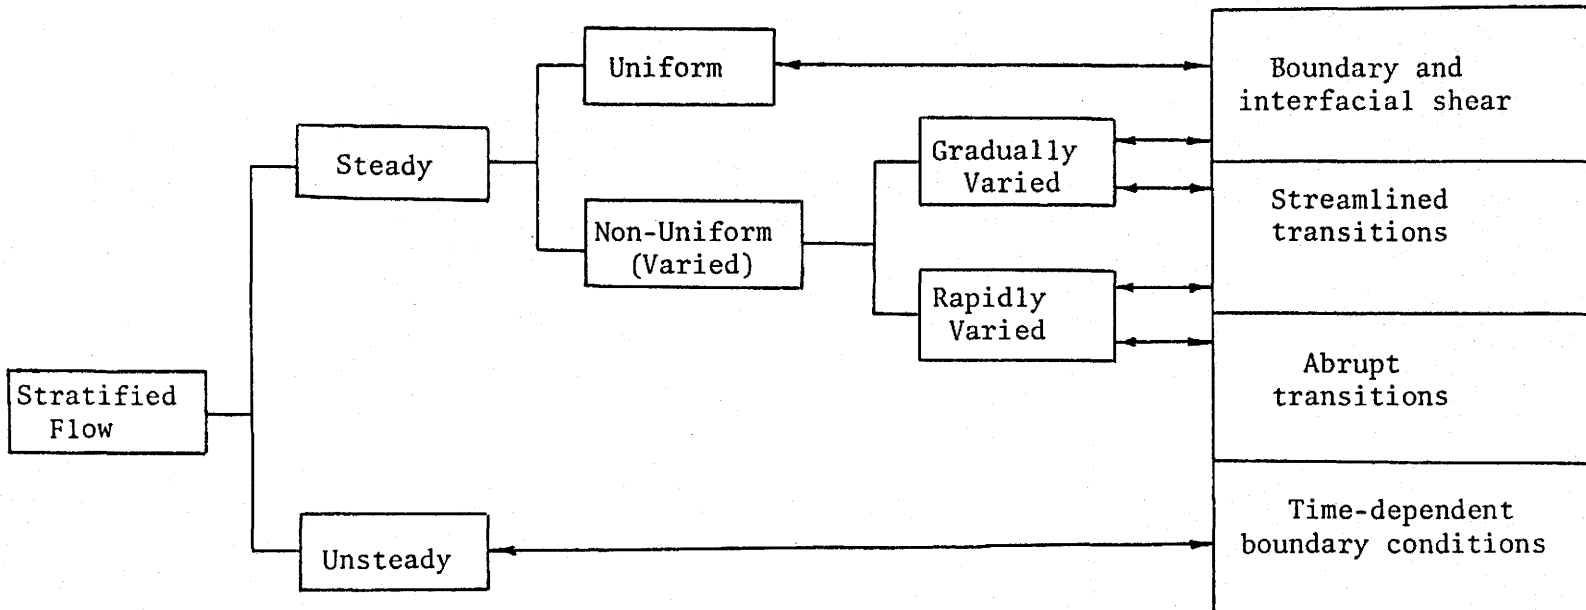 Uniform
Boundary and
interfacial shear
Steady
Gradually
Varied
Streamlined
transitions
Non-Uniform
(Varied)
Rapidly
Varied
Abrupt
transitions
Stratified
Flow
Unsteady
Time-dependent
boundary conditions